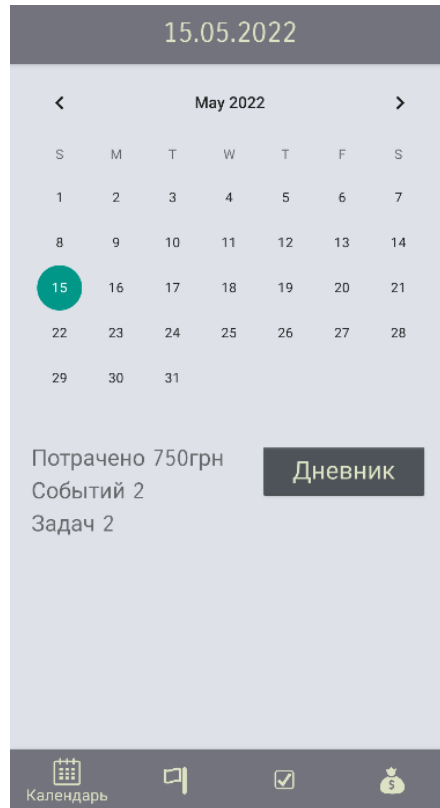 15.05.2022
May 2022
S M T W T F S
1 2 3 4 5 6 7
8 9 10 11 12 13 14
15 16 17 18 19 20 21
22 23 24 25 26 27 28
29 30 31
Потрачено 750грн
Событий 2
Задач 2
Дневник
Календарь
$